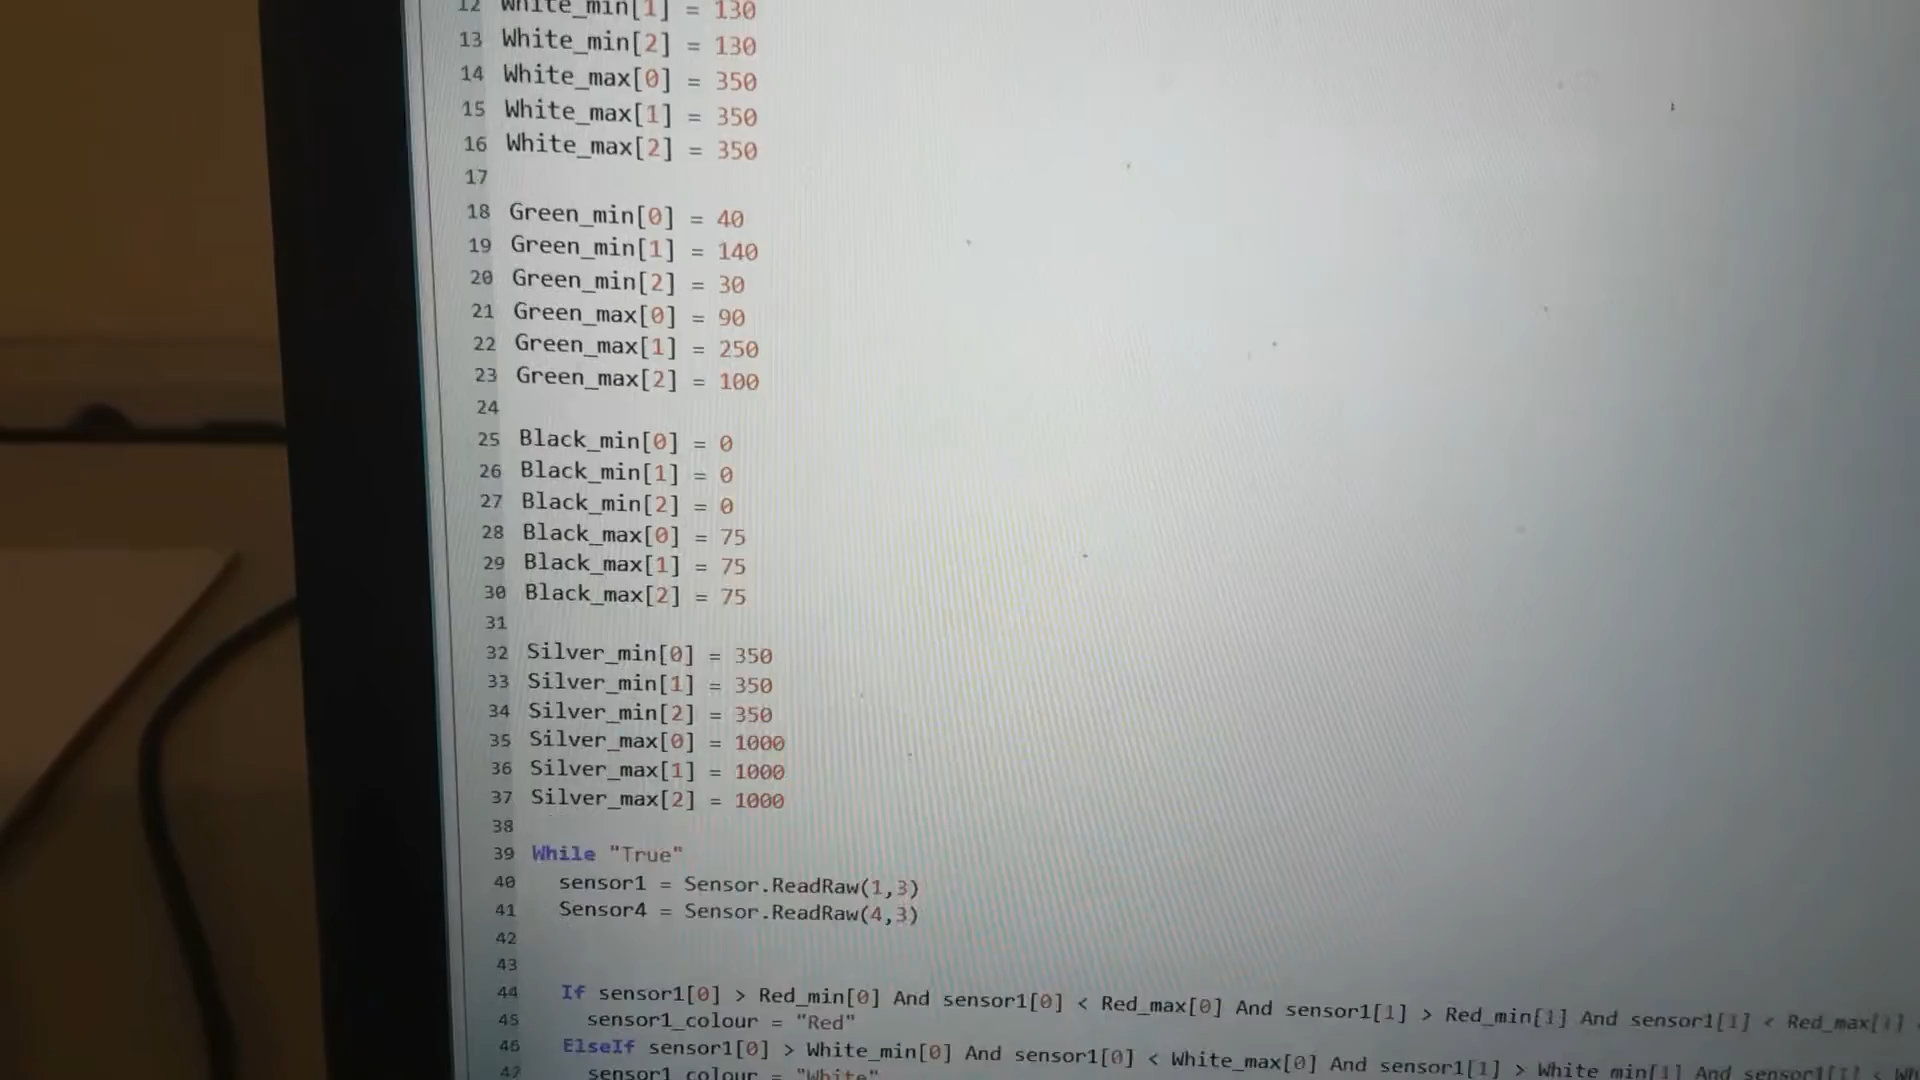 12 White_min[1] = 130
13 White_min[2] = 130
14 White_max[0] = 350
15 White_max[1] = 350
16 White_max[2] = 350
17
18 Green_min[0] = 40
19 Green_min[1] = 140
20 Green_min[2] = 30
21 Green_max[0] = 90
22 Green_max[1] = 250
23 Green_max[2] = 100
24
25 Black_min[0] = 0
26 Black_min[1] = 0
27 Black_min[2] = 0
28 Black_max[0] = 75
29 Black_max[1] = 75
30 Black_max[2] = 75
31
32 Silver_min[0] = 350
33 Silver_min[1] = 350
34 Silver_min[2] = 350
35 Silver_max[0] = 1000
36 Silver_max[1] = 1000
37 Silver_max[2] = 1000
38
39 While "True"
40 sensor1 = Sensor.ReadRaw(1,3)
41 Sensor4 = Sensor.ReadRaw(4,3)
42
43
44 If sensor1[0] > Red_min[0] And sensor1[0] < Red_max[0] And sensor1[1] > Red_min[1] And sensor1[1] < Red_max[1]
45 sensor1_colour = "Red"
46 ElseIf sensor1[0] > White_min[0] And sensor1[0] < White_max[0] And sensor1[1] > White_min[1] And sensor1[1] <
47 sensor1_colour = "White"